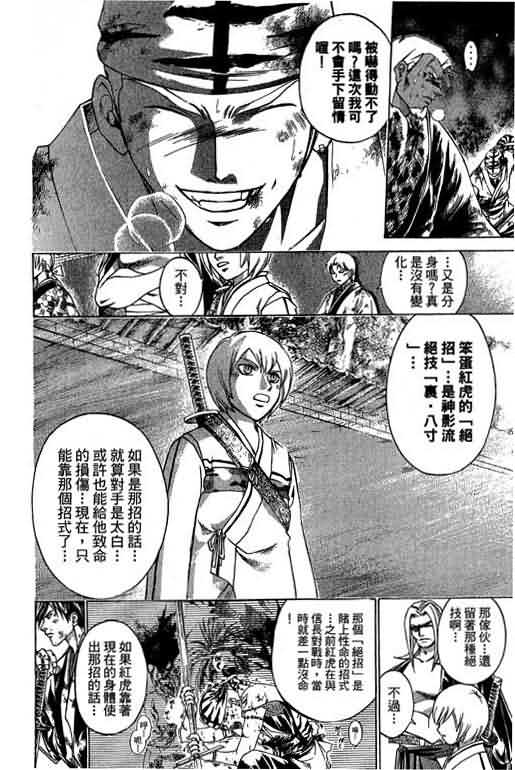 ……
被嚇得動不了
嗎？這次我可
不會手下留情
喔！
…又是分
身嗎？真
是沒有變
化…
不對…
笨蛋紅虎的「絕
招」…是神影流
絕技「裏．八寸
」…
如果是那招的話…
就算對手是太白…
或許也能給他致命
的損傷…現在，只
能靠那個招式了…
那傢伙…還
留著那種絕
技啊…
不過…
那個「絕招」是
賭上性命的招式
…之前紅虎在與
信長對戰時，當
時就差一點沒命
呼…
呼…
如果紅虎靠著
現在的身體使
出那招的話…